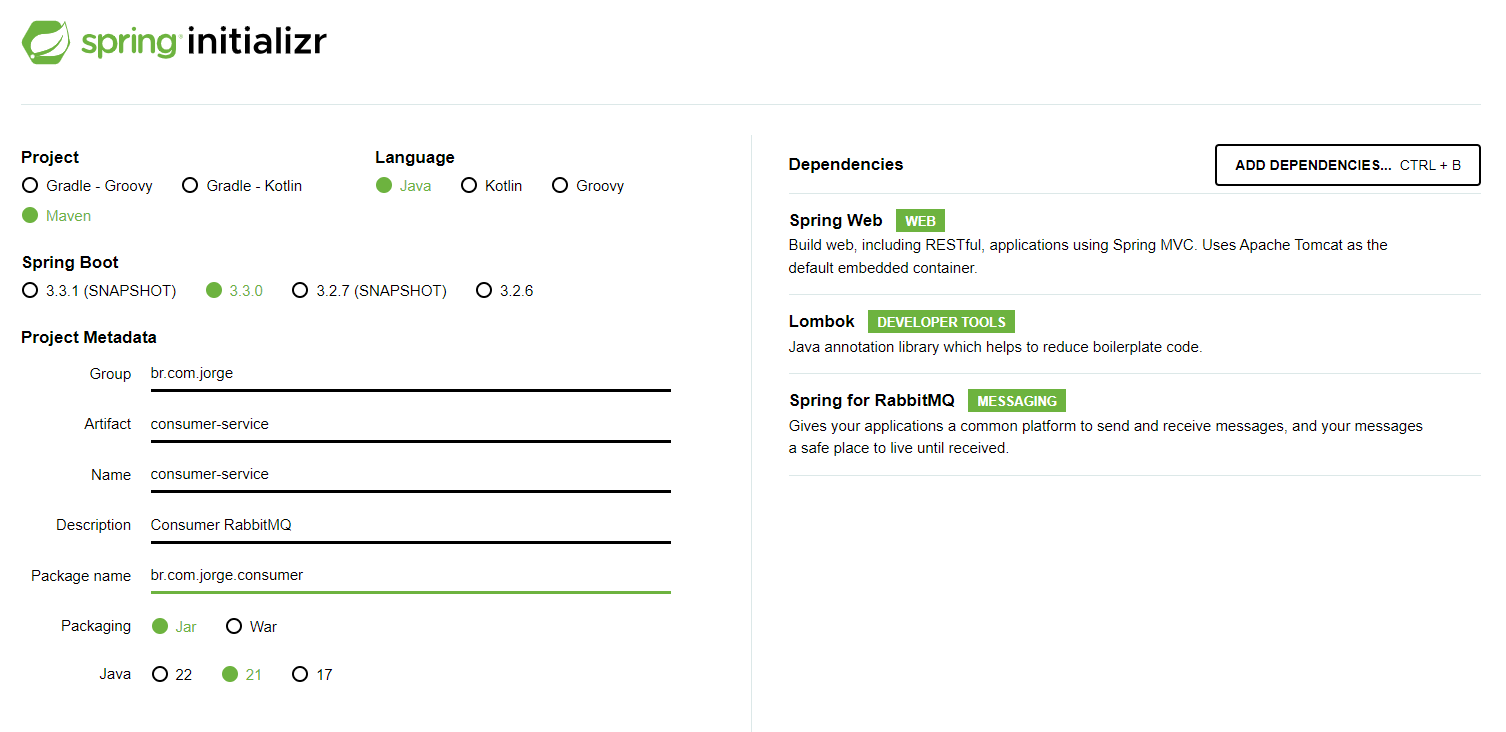 spring initializr
Project
Gradle - Groovy
Gradle - Kotlin
Maven
Language
Java
Kotlin
Groovy
Spring Boot
3.3.1 (SNAPSHOT)
3.3.0
3.2.7 (SNAPSHOT)
3.2.6
Project Metadata
Group br.com.jorge
Artifact consumer-service
Name consumer-service
Description Consumer RabbitMQ
Package name br.com.jorge.consumer
Packaging Jar War
Java 22 21 17
Dependencies
ADD DEPENDENCIES... CTRL + B
Spring Web WEB
Build web, including RESTful, applications using Spring MVC. Uses Apache Tomcat as the
default embedded container.
Lombok DEVELOPER TOOLS
Java annotation library which helps to reduce boilerplate code.
Spring for RabbitMQ MESSAGING
Gives your applications a common platform to send and receive messages, and your messages
a safe place to live until received.